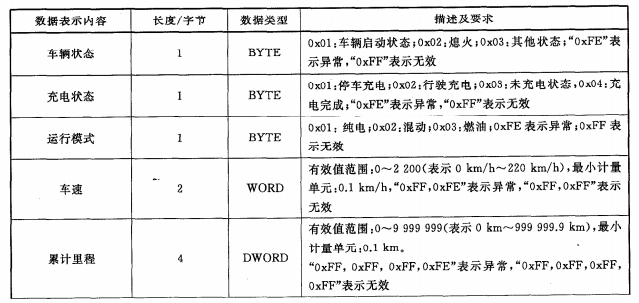 数据表示内容 长度/字节 数据类型 描述及要求
车辆状态 1 BYTE 0x01:车辆启动状态;0x02:熄火;0x03:其他状态;“0xFE”表
示异常,“0xFF”表示无效
充电状态 1 BYTE 0x01:停车充电;0x02:行驶充电;0x03:未充电状态,0x04:充
电完成;“0xFE”表示异常,“0xFF”表示无效
运行模式 1 BYTE 0x01: 纯电;0x02:混动;0x03:燃油;0xFE 表示异常;0xFF 表
示无效
车速 2 WORD 有效值范围:0～2 200(表示 0 km/h～220 km/h),最小计量
单元:0.1 km/h,“0xFF,0xFE”表示异常,“0xFF,0xFF”表示
无效
累计里程 4 DWORD 有效值范围:0～9 999 999(表示 0 km～999 999.9 km),最小
计量单元:0.1 km。
“0xFF, 0xFF, 0xFF,0xFE”表示异常,“0xFF,0xFF,0xFF,
0xFF”表示无效